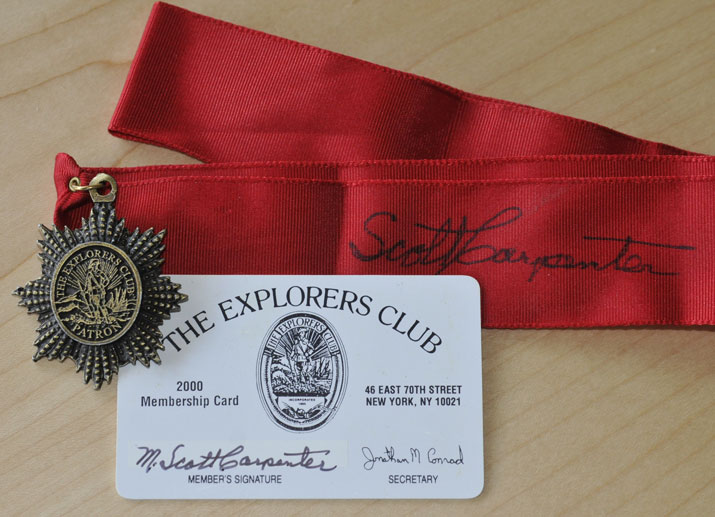 Scott Carpenter
THE EXPLORERS CLUB
PATRON
THE EXPLORERS CLUB
THE EXPLORERS CLUB
INCORPORATED
2000
Membership Card
46 EAST 70TH STREET
NEW YORK, NY 10021
M. Scott Carpenter
Jonathan M Conrad
MEMBER'S SIGNATURE
SECRETARY